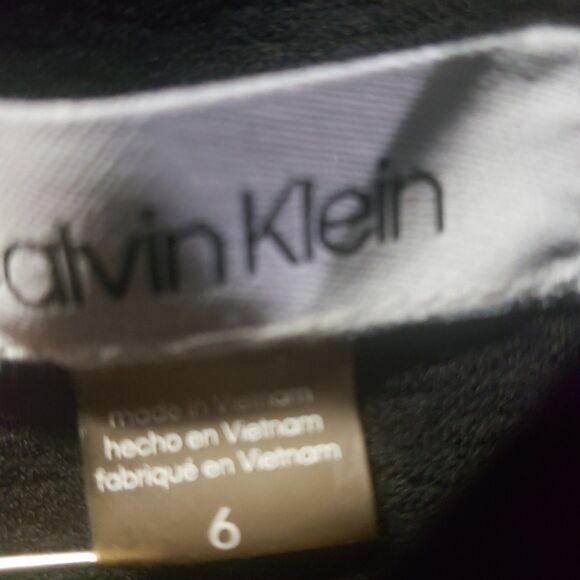 alvin Klein
made in Vietnam
hecho en Vietnam
fabriqué en Vietnam
6